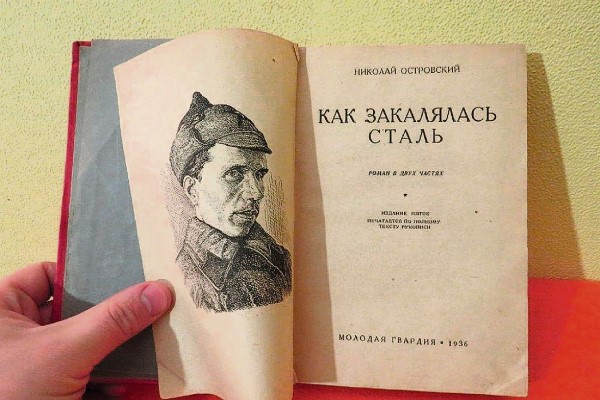 НИКОЛАЙ ОСТРОВСКИЙ
КАК ЗАКАЛЯЛАСЬ
СТАЛЬ
РОМАН В ДВУХ ЧАСТЯХ
ИЗДАНИЕ ПЯТОЕ
ПЕЧАТАЕТСЯ ПО ПОЛНОМУ
ТЕКСТУ РУКОПИСИ
МОЛОДАЯ ГВАРДИЯ • 1936